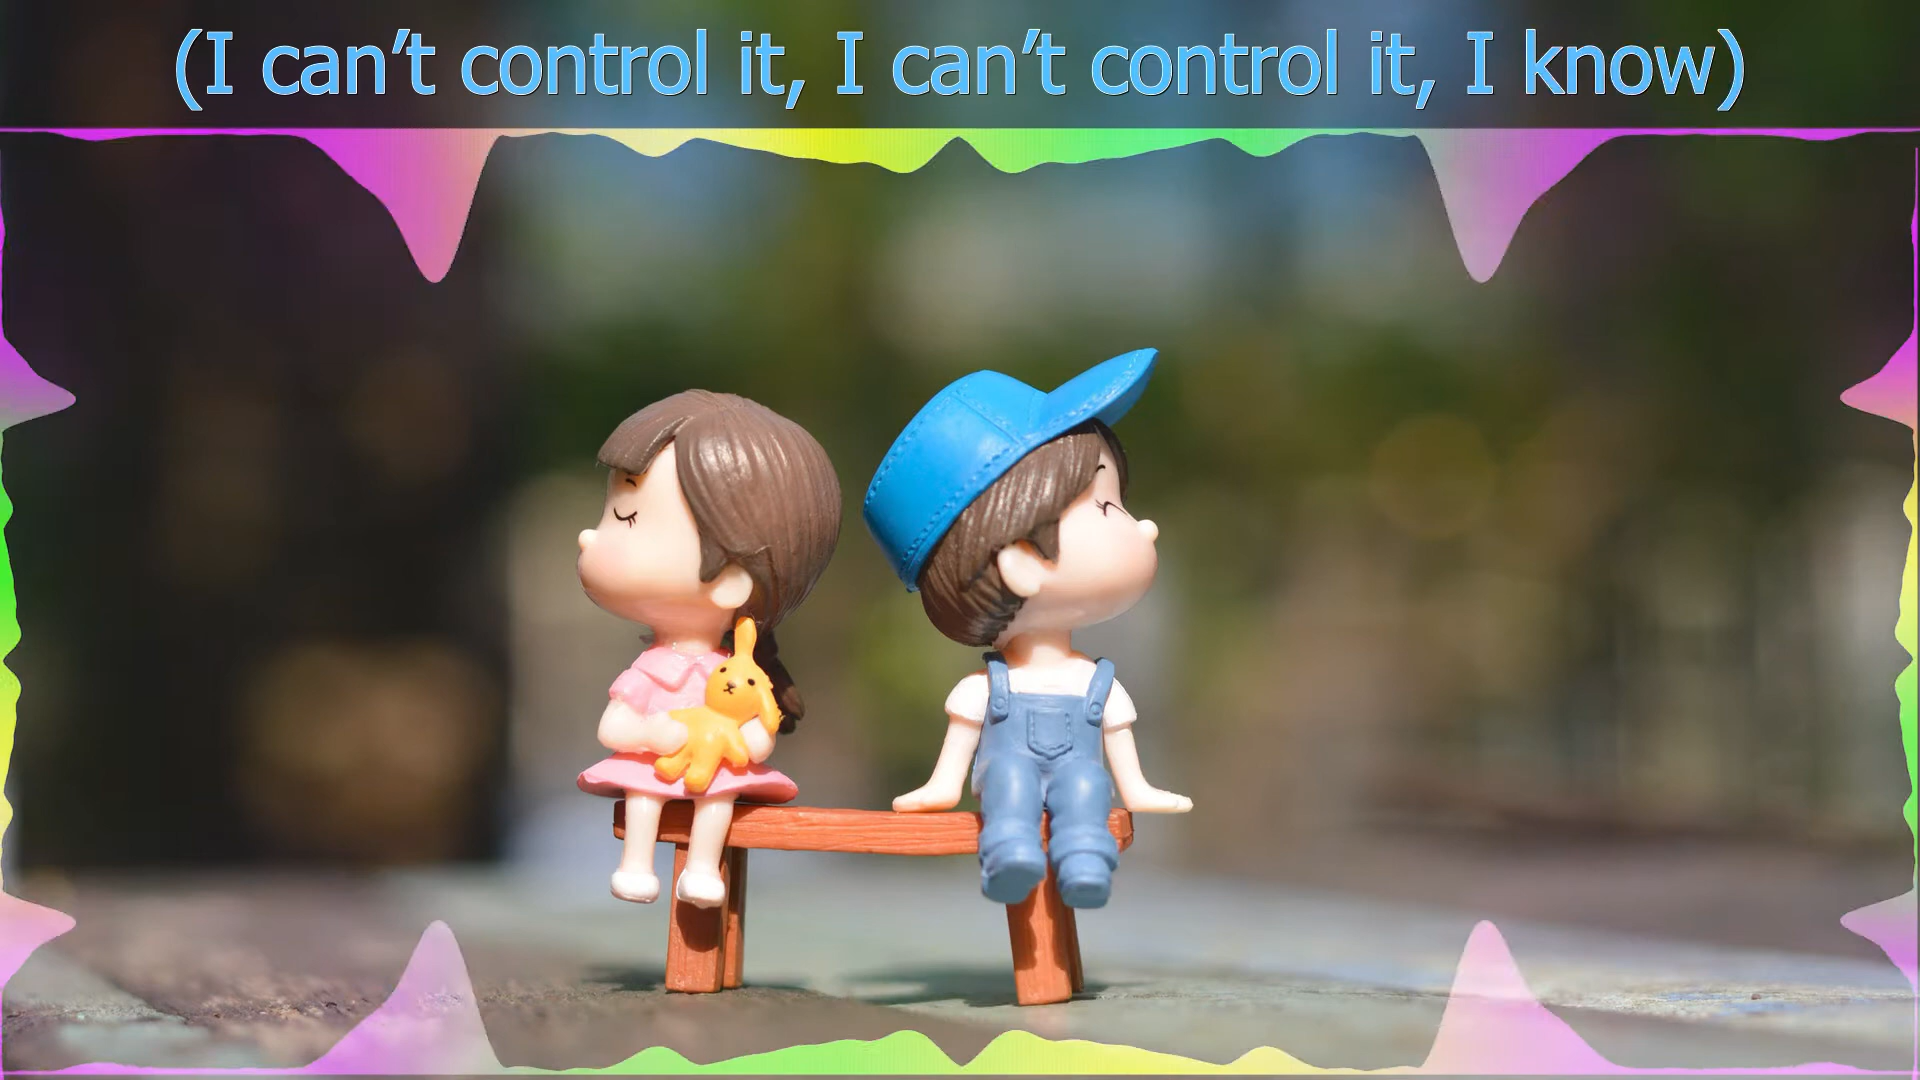 (I can’t control it, I can’t control it, I know)